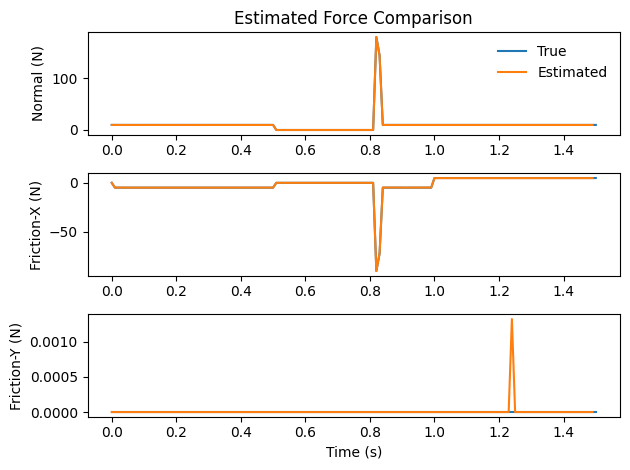 Estimated Force Comparison
Normal (N)
100
0
True
Estimated
0.0 0.2 0.4 0.6 0.8 1.0 1.2 1.4
Friction-X (N)
0
−50
0.0 0.2 0.4 0.6 0.8 1.0 1.2 1.4
Friction-Y (N)
0.0010
0.0005
0.0000
0.0 0.2 0.4 0.6 0.8 1.0 1.2 1.4
Time (s)